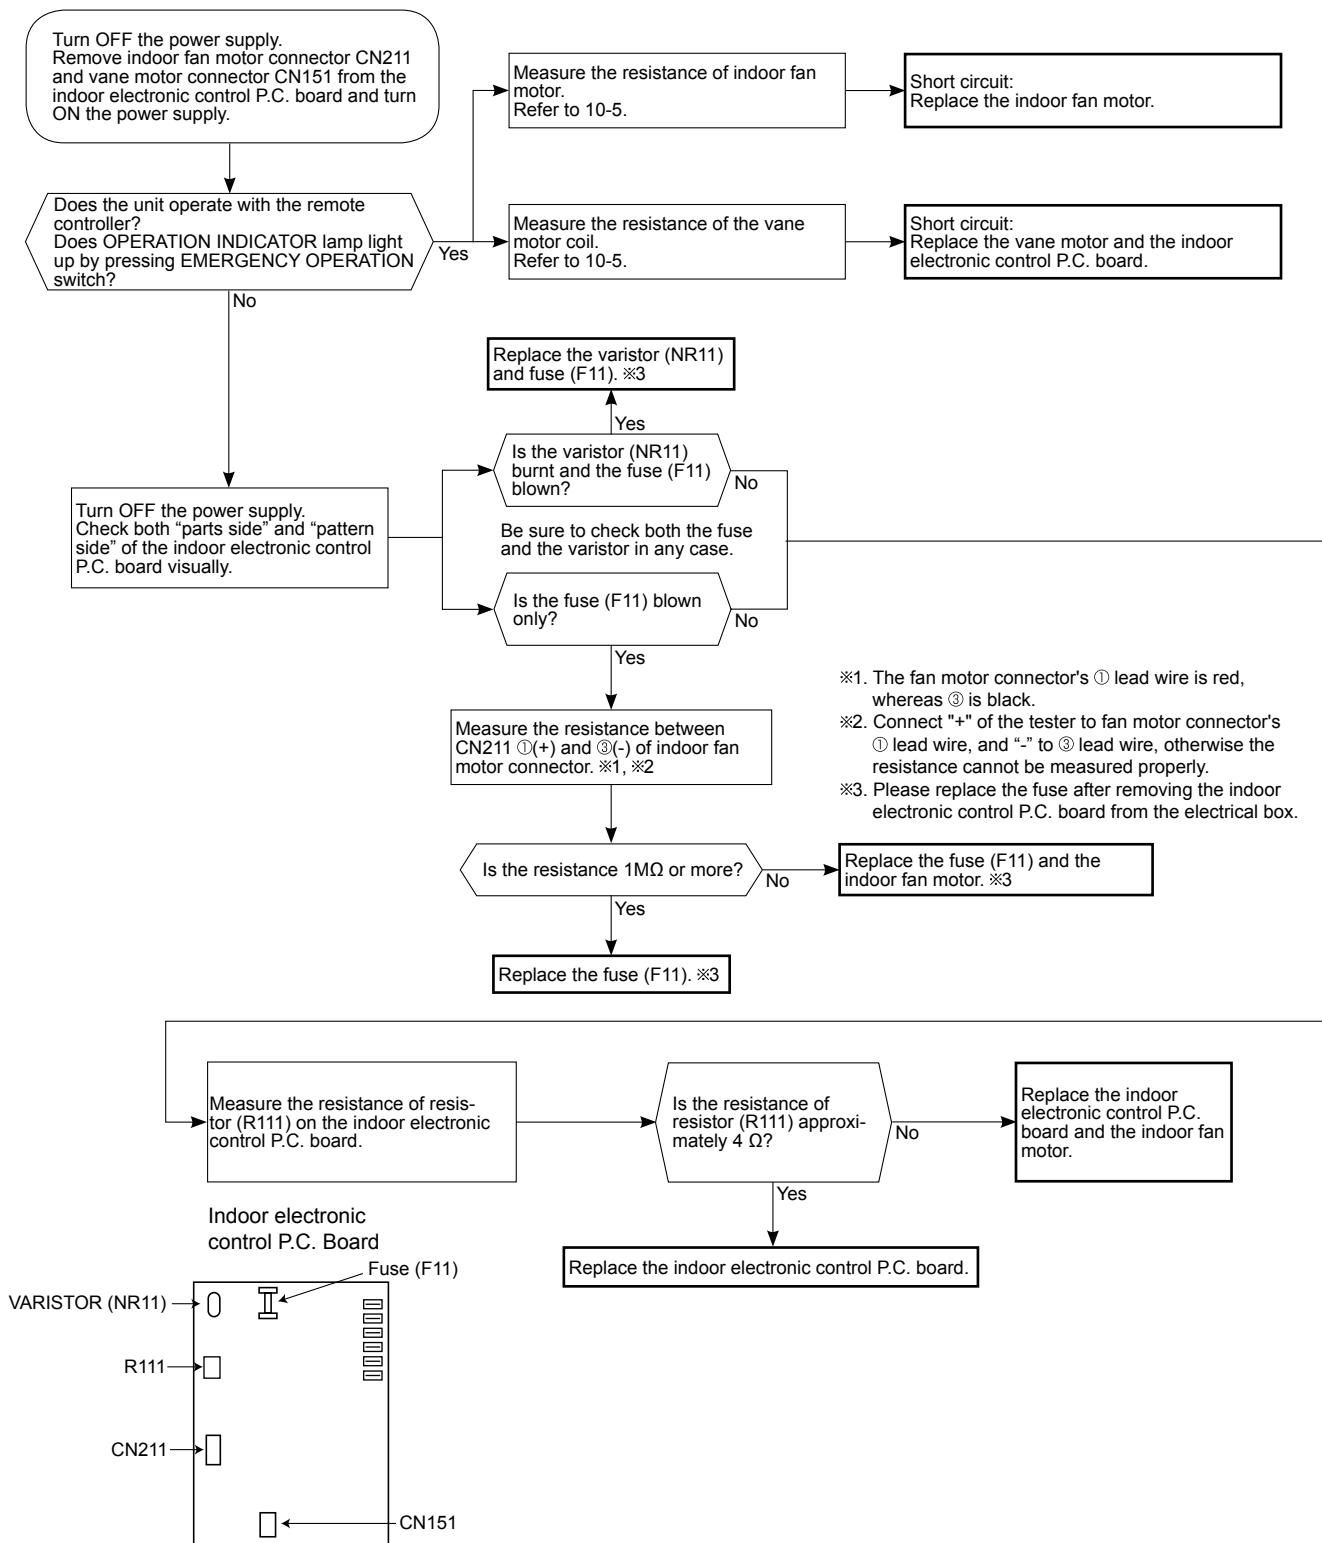 Turn OFF the power supply.
Remove indoor fan motor connector CN211
and vane motor connector CN151 from the
indoor electronic control P.C. board and turn
ON the power supply.
Measure the resistance of indoor fan
motor.
Refer to 10-5.
Short circuit:
Replace the indoor fan motor.
Does the unit operate with the remote
controller?
Does OPERATION INDICATOR lamp light
up by pressing EMERGENCY OPERATION
switch?
Yes
Measure the resistance of the vane
motor coil.
Refer to 10-5.
Short circuit:
Replace the vane motor and the indoor
electronic control P.C. board.
No
Replace the varistor (NR11)
and fuse (F11). ※3
Yes
Is the varistor (NR11)
burnt and the fuse (F11)
blown?
No
Turn OFF the power supply.
Check both “parts side” and “pattern
side” of the indoor electronic control
P.C. board visually.
Be sure to check both the fuse
and the varistor in any case.
Is the fuse (F11) blown
only?
No
Yes
※1. The fan motor connector's ① lead wire is red,
whereas ③ is black.
※2. Connect "+" of the tester to fan motor connector's
① lead wire, and “-” to ③ lead wire, otherwise the
resistance cannot be measured properly.
※3. Please replace the fuse after removing the indoor
electronic control P.C. board from the electrical box.
Measure the resistance between
CN211 ①(+) and ③(-) of indoor fan
motor connector. ※1, ※2
Is the resistance 1MΩ or more?
No
Replace the fuse (F11) and the
indoor fan motor. ※3
Yes
Replace the fuse (F11). ※3
Measure the resistance of resis-
tor (R111) on the indoor electronic
control P.C. board.
Is the resistance of
resistor (R111) approxi-
mately 4 Ω?
No
Replace the indoor
electronic control P.C.
board and the indoor fan
motor.
Yes
Replace the indoor electronic control P.C. board.
Indoor electronic
control P.C. Board
Fuse (F11)
VARISTOR (NR11)
R111
CN211
CN151